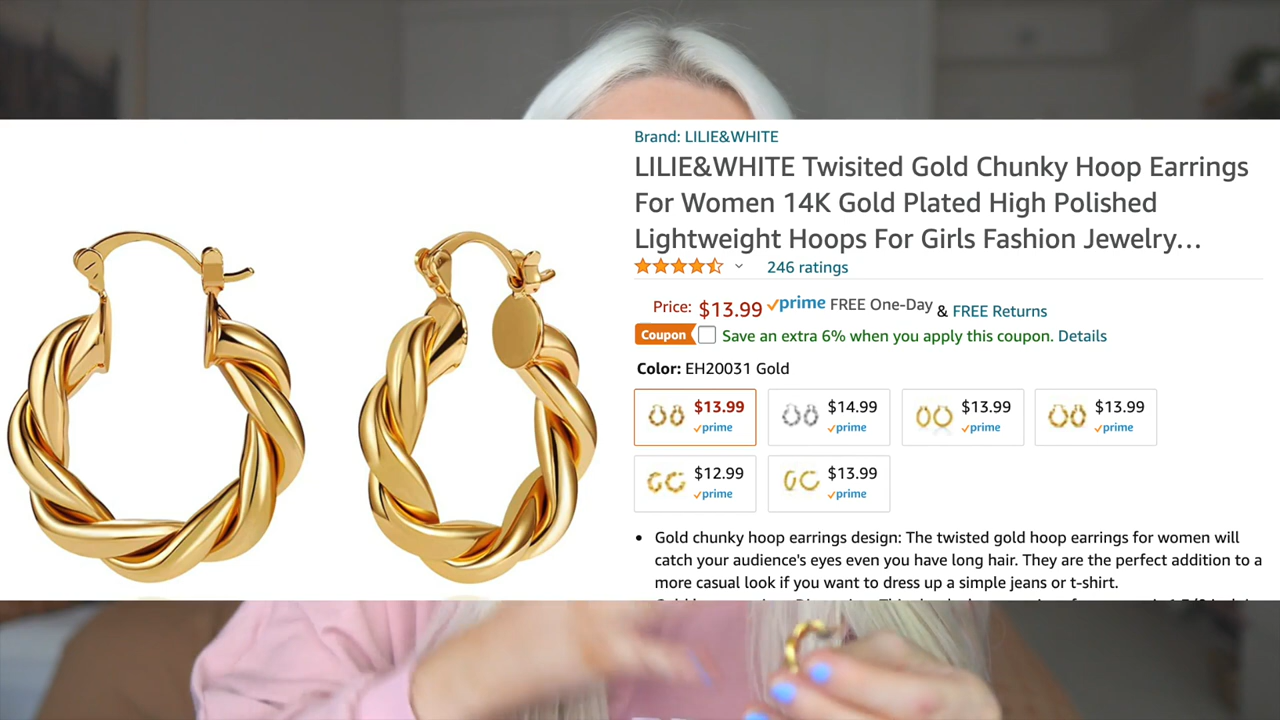 Brand: LILIE&WHITE
LILIE&WHITE Twisited Gold Chunky Hoop Earrings
For Women 14K Gold Plated High Polished
Lightweight Hoops For Girls Fashion Jewelry...
246 ratings
Price: $13.99 prime FREE One-Day & FREE Returns
Coupon Save an extra 6% when you apply this coupon. Details
Color: EH20031 Gold
$13.99 $14.99 $13.99 $13.99
prime prime prime prime
$12.99 $13.99
prime prime
• Gold chunky hoop earrings design: The twisted gold hoop earrings for women will
catch your audience's eyes even you have long hair. They are the perfect addition to a
more casual look if you want to dress up a simple jeans or t-shirt.